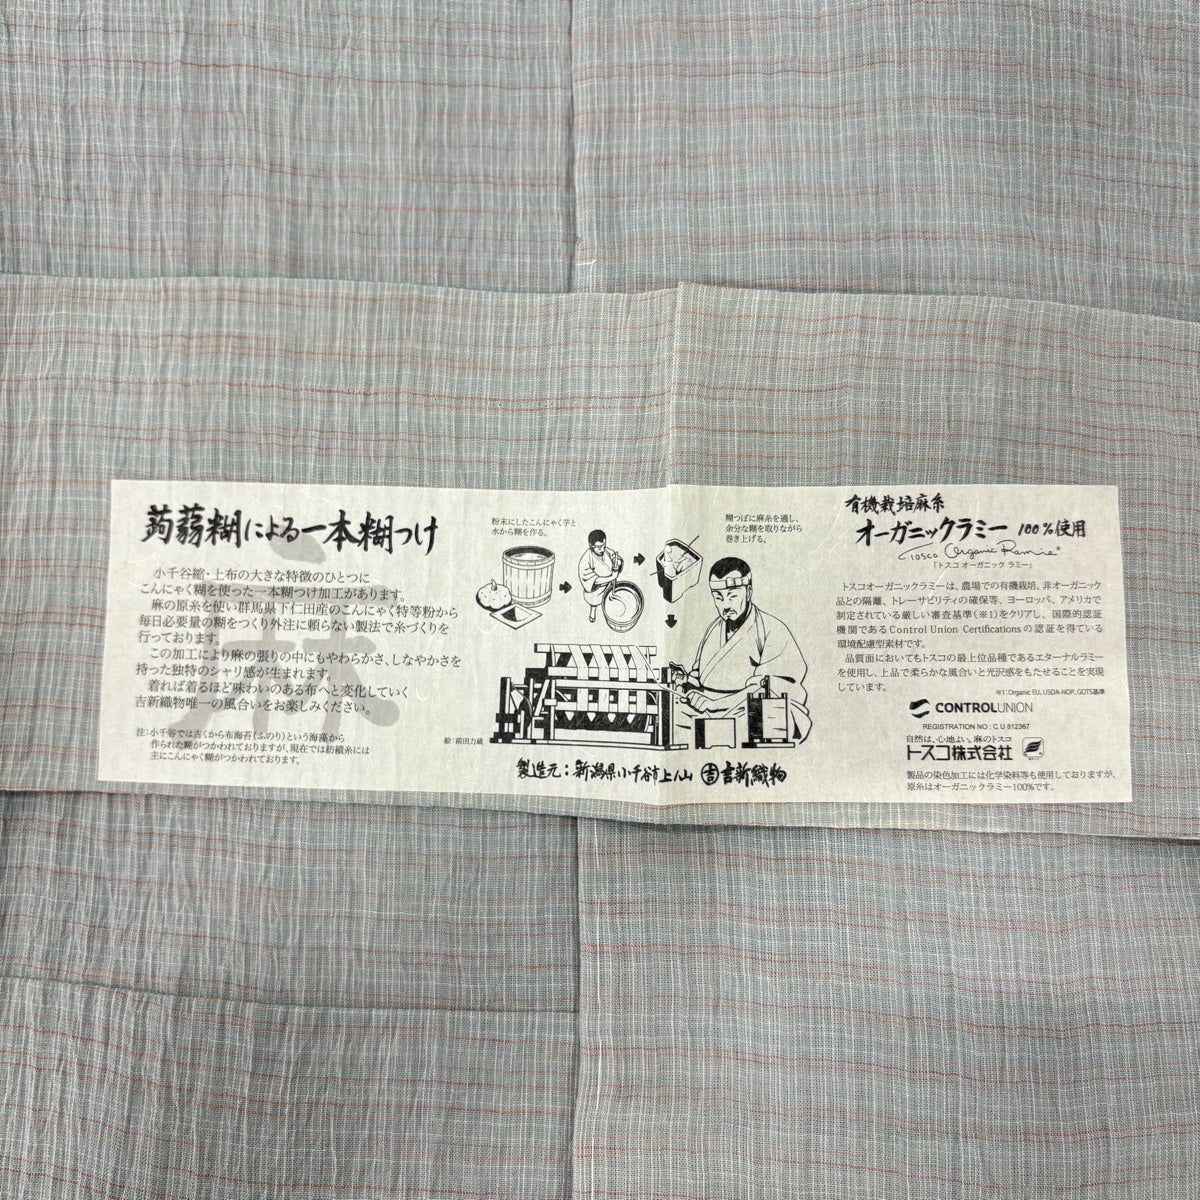 蒟蒻糊による一本糊つけ
小千谷縮・上布の大きな特徴のひとつに
こんにゃく糊を使った一本糊つけ加工があります。
麻の原糸を使い群馬県下仁田産のこんにゃく特等粉から
毎日必要量の糊をつくり外注に頼らない製法で糸づくりを
行っております。
この加工により麻の張りの中にもやわらかさ、しなやかさを
持った独特のシャリ感が生まれます。
着れば着るほど味わいのある布へと変化していく
吉新織物唯一の風合いをお楽しみください。
注:小千谷では古くから布海苔(ふのり)という海藻から
作られた糊がつかわれておりますが、現在では紡績糸には
主にこんにゃく糊がつかわれております。
麻
粉末にしたこんにゃく芋と
水から糊を作る。
糊つぼに麻糸を通し、
余分な糊を取りながら
巻き上げる。
絵:前田力蔵
製造元:新潟県小千谷市上ノ山 吉 吉新織物
有機栽培麻糸
オーガニックラミー 100%使用
Tosco Organic Ramie®
「トスコ オーガニック ラミー」
トスコオーガニックラミーは、農場での有機栽培、非オーガニック
品との隔離、トレーサビリティの確保等、ヨーロッパ、アメリカで
制定されている厳しい審査基準(※1)をクリアし、国際的認証
機関であるControl Union Certificationsの認証を得ている
環境配慮型素材です。
品質面においてもトスコの最上位品種であるエターナルラミー
を使用し、上品で柔らかな風合いと光沢感をもたせることを実現
しています。
※1:Organic EU, USDA-NOP, GOTS基準
CONTROLUNION
REGISTRATION NO : C U 812367
自然は、心地よい。麻のトスコ
トスコ株式会社
製品の染色加工には化学染料等も使用しておりますが、
原糸はオーガニックラミー100%です。